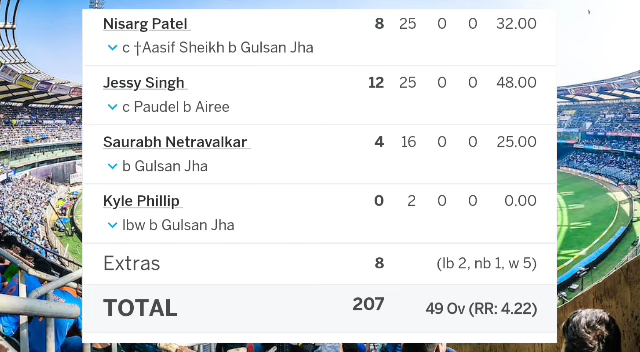 Nisarg Patel 8 25 0 0 32.00
c †Aasif Sheikh b Gulsan Jha
Jessy Singh 12 25 0 0 48.00
c Paudel b Airee
Saurabh Netravalkar 4 16 0 0 25.00
b Gulsan Jha
Kyle Phillip 0 2 0 0 0.00
lbw b Gulsan Jha
Extras 8 (lb 2, nb 1, w 5)
TOTAL 207 49 Ov (RR: 4.22)